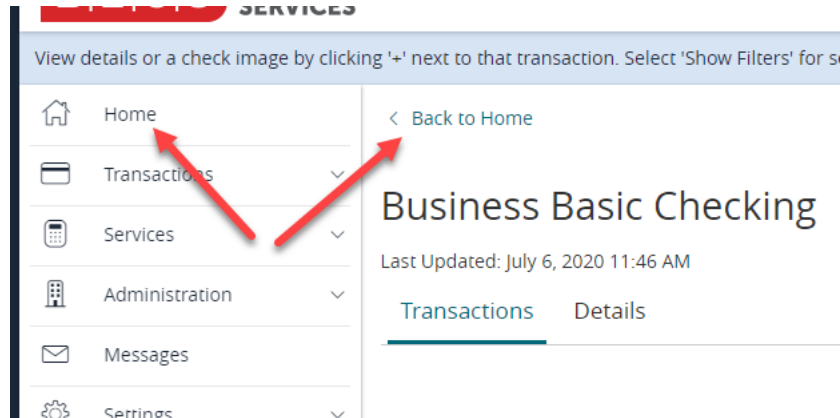 SERVICES
View details or a check image by clicking '+' next to that transaction. Select 'Show Filters' for
Home
Transactions
Services
Administration
Messages
Settings
< Back to Home
Business Basic Checking
Last Updated: July 6, 2020 11:46 AM
Transactions Details